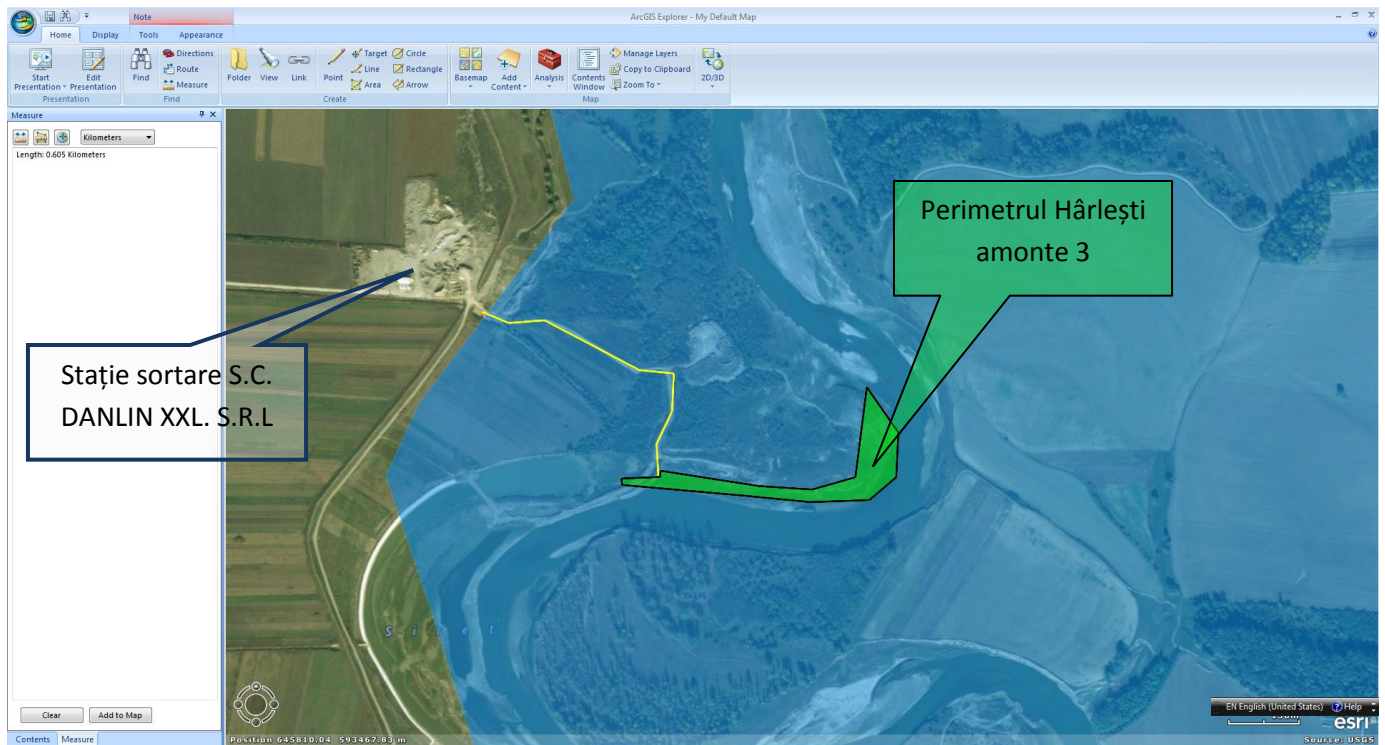 Note
ArcGIS Explorer - My Default Map
Home Display Tools Appearance
Start Presentation
Edit Presentation
Find
Directions
Route
Measure
Folder
View
Link
Point
Target
Line
Area
Circle
Rectangle
Arrow
Basemap
Add Content
Analysis
Contents Window
Manage Layers
Copy to Clipboard
Zoom To
2D/3D
Presentation
Find
Create
Map
Measure
Kilometers
Length: 0.605 Kilometers
Perimetrul Hârlești
amonte 3
Stație sortare S.C.
DANLIN XXL. S.R.L
Siret
Clear
Add to Map
Contents Measure
Position 645810.04 593467.83 m
EN English (United States) Help
esri
Source: USGS